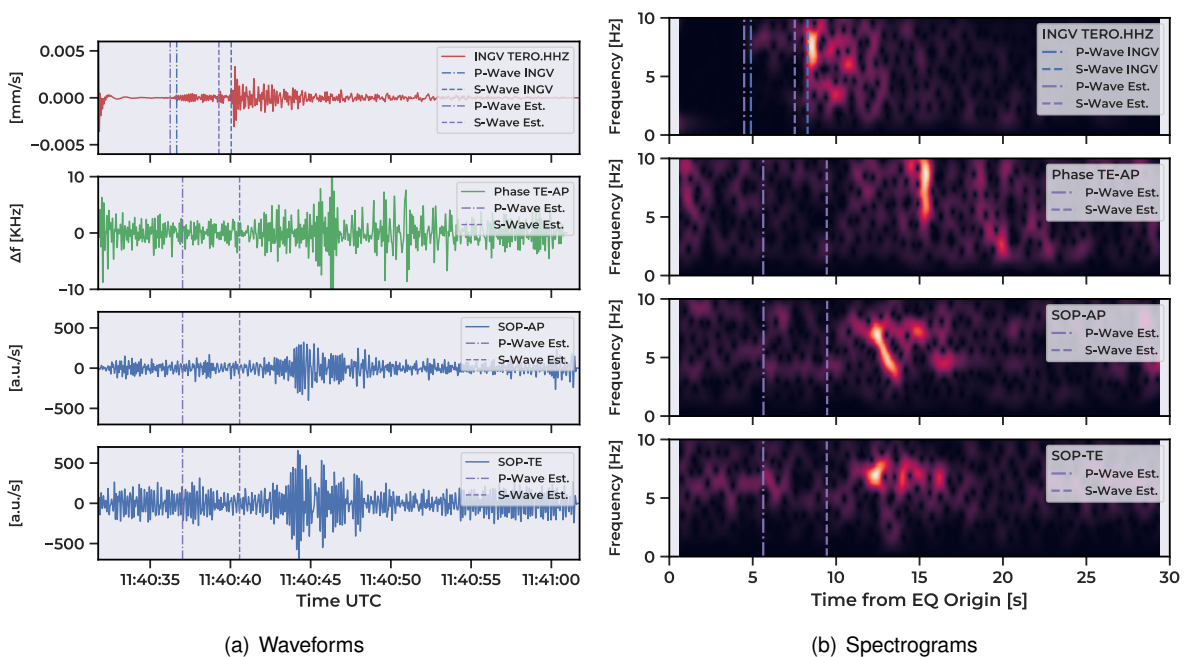 0.005
0.000
−0.005
[mm/s]
INGV TERO.HHZ
P-Wave INGV
S-Wave INGV
P-Wave Est.
S-Wave Est.
10
0
−10
Δf [KHz]
Phase TE-AP
P-Wave Est.
S-Wave Est.
500
0
−500
[a.u./s]
SOP-AP
P-Wave Est.
S-Wave Est.
500
0
−500
[a.u./s]
SOP-TE
P-Wave Est.
S-Wave Est.
11:40:35 11:40:40 11:40:45 11:40:50 11:40:55 11:41:00
Time UTC
(a) Waveforms
10
5
0
Frequency [Hz]
INGV TERO.HHZ
P-Wave INGV
S-Wave INGV
P-Wave Est.
S-Wave Est.
10
5
0
Frequency [Hz]
Phase TE-AP
P-Wave Est.
S-Wave Est.
10
5
0
Frequency [Hz]
SOP-AP
P-Wave Est.
S-Wave Est.
10
5
0
Frequency [Hz]
SOP-TE
P-Wave Est.
S-Wave Est.
0 5 10 15 20 25 30
Time from EQ Origin [s]
(b) Spectrograms